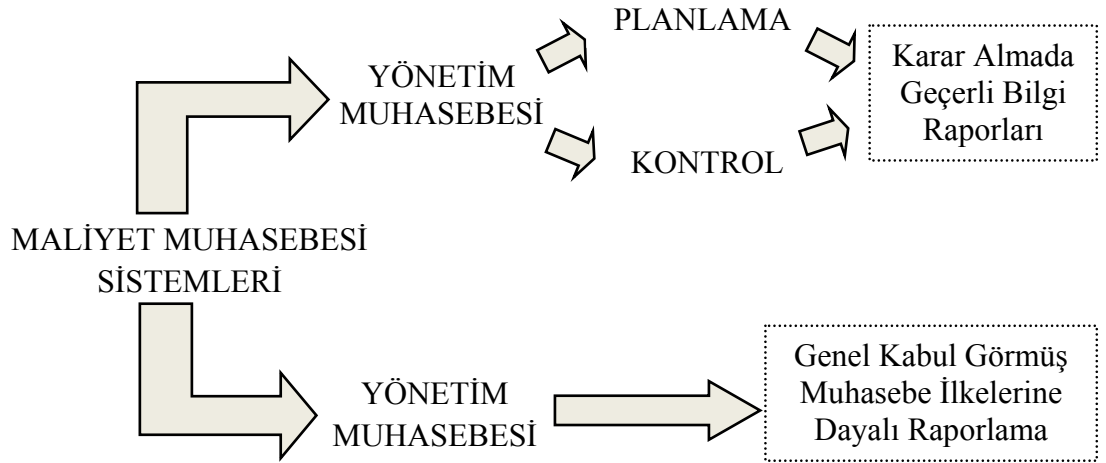 PLANLAMA
YÖNETİM
MUHASEBESİ
KONTROL
Karar Almada
Geçerli Bilgi
Raporları
MALİYET MUHASEBESİ
SİSTEMLERİ
YÖNETİM
MUHASEBESİ
Genel Kabul Görmüş
Muhasebe İlkelerine
Dayalı Raporlama